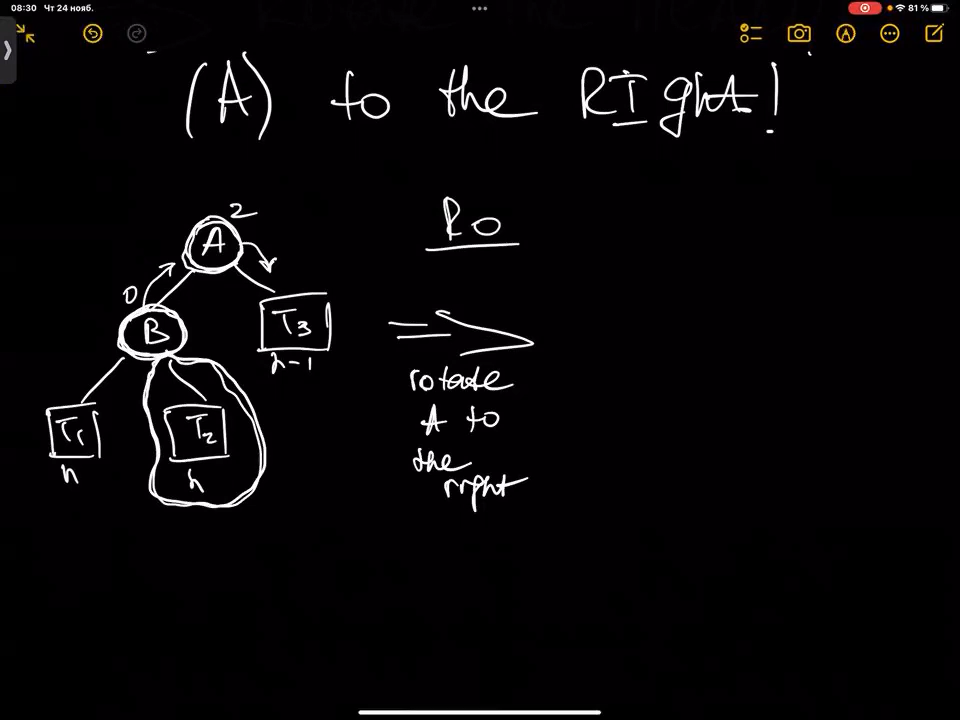 08:30 Чт 24 нояб.
81 %
(A) to the RIght!
2
A
R0
0
B
T3
h-1
rotate
A to
the
right
T1
T2
h
h